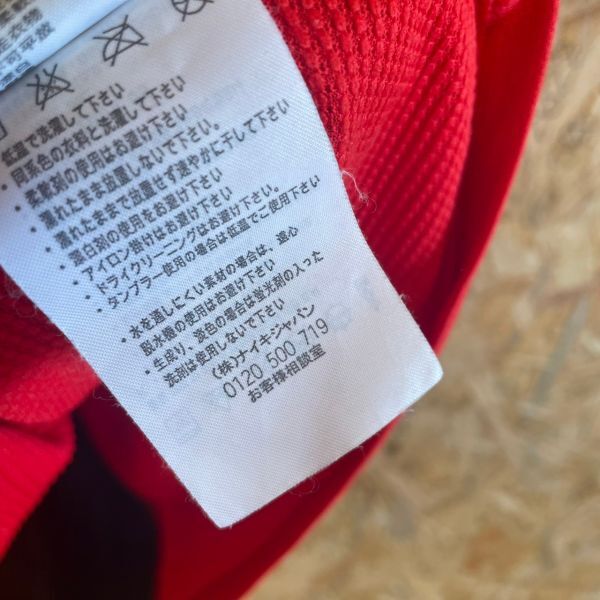 低温で洗濯して下さい
・同系色の衣料と洗濯して下さい
・柔軟剤の使用はお避け下さい
・濡れたまま放置しないで下さい。
・濡れたままで放置せず速やかに干して下さい
・漂白剤の使用をお避け下さい
・アイロン掛けはお避け下さい
・ドライクリーニングはお避け下さい。
・タンブラー使用の場合は低温でご使用下さい
・水を通しにくい素材の場合は、遠心
脱水機の使用はお避け下さい
・生成り、淡色の場合は蛍光剤の入った
洗剤は使用しないで下さい
(株)ナイキジャパン
0120 500 719
お客様相談室